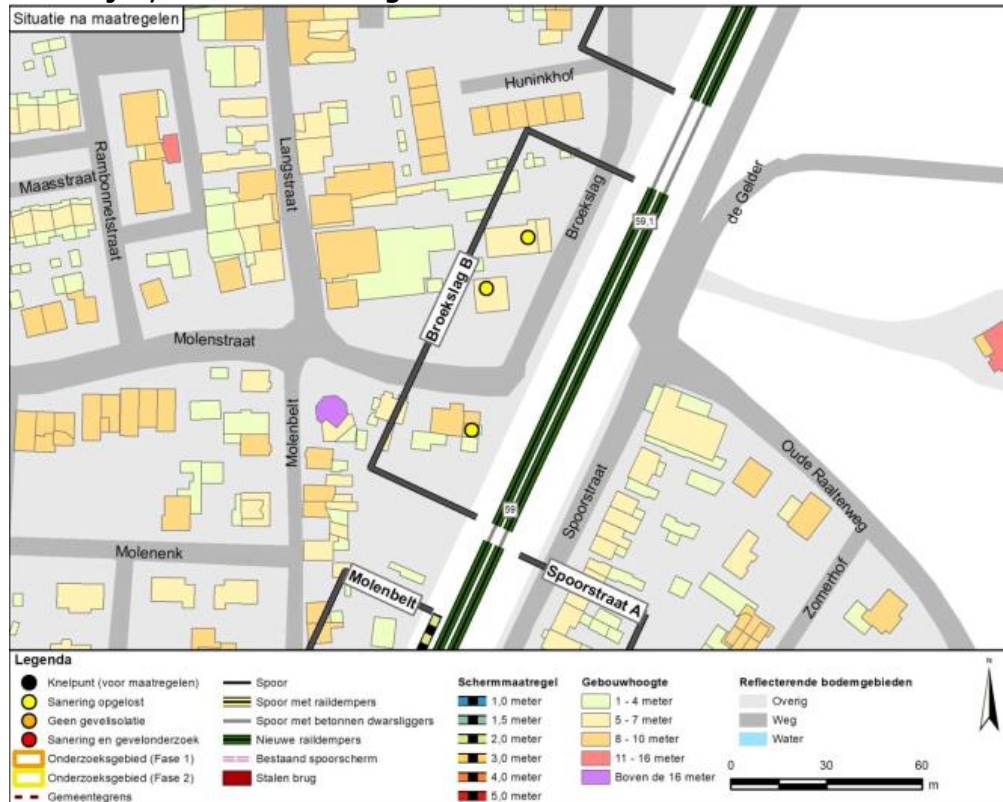 Situatie na maatregelen
Huninkhof
Rambonnetstraat
Langstraat
Maasstraat
Broekslag
de Gelder
59,1
Broekslag B
Molenstraat
Molenbelt
Oude Raalterweg
59
Spoorstraat
Molenenk
Molenbelt
Spoorstraat A
Zomerhof
Legenda
Knelpunt (voor maatregelen)
Sanering opgelost
Geen gevelisolatie
Sanering en gevelonderzoek
Onderzoeksgebied (Fase 1)
Onderzoeksgebied (Fase 2)
Gemeentegrens
Spoor
Spoor met raildempers
Spoor met betonnen dwarsliggers
Nieuwe raildempers
Bestaand spoorscherm
Stalen brug
Schermmaatregel
1,0 meter
1,5 meter
2,0 meter
3,0 meter
4,0 meter
5,0 meter
Gebouwhoogte
1 - 4 meter
5 - 7 meter
8 - 10 meter
11 - 16 meter
Boven de 16 meter
Reflecterende bodemgebieden
Overig
Weg
Water
N
0 30 60
m